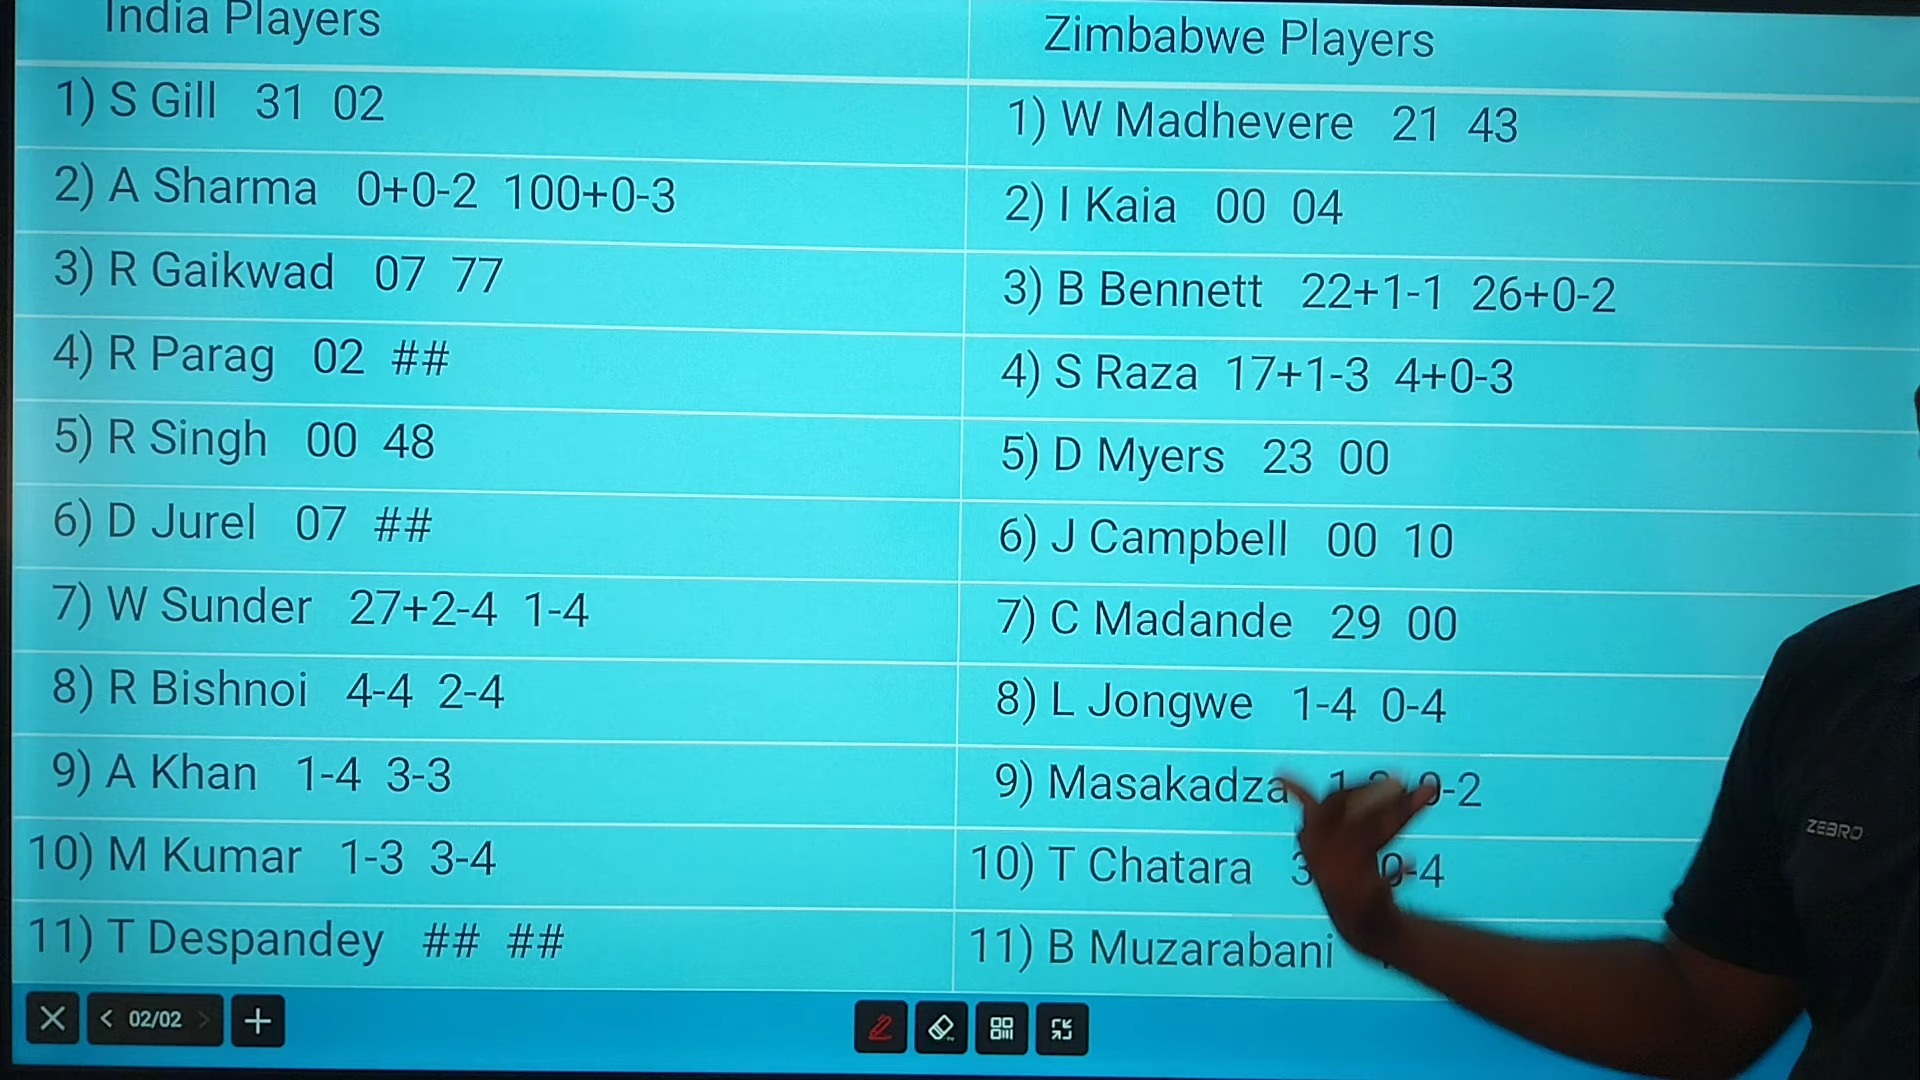 India Players
1) S Gill 31 02
2) A Sharma 0+0-2 100+0-3
3) R Gaikwad 07 77
4) R Parag 02 ##
5) R Singh 00 48
6) D Jurel 07 ##
7) W Sunder 27+2-4 1-4
8) R Bishnoi 4-4 2-4
9) A Khan 1-4 3-3
10) M Kumar 1-3 3-4
11) T Despandey ## ##
Zimbabwe Players
1) W Madhevere 21 43
2) I Kaia 00 04
3) B Bennett 22+1-1 26+0-2
4) S Raza 17+1-3 4+0-3
5) D Myers 23 00
6) J Campbell 00 10
7) C Madande 29 00
8) L Jongwe 1-4 0-4
9) Masakadza 0-2
10) T Chatara 0-4
11) B Muzarabani
02/02
ZEBRO